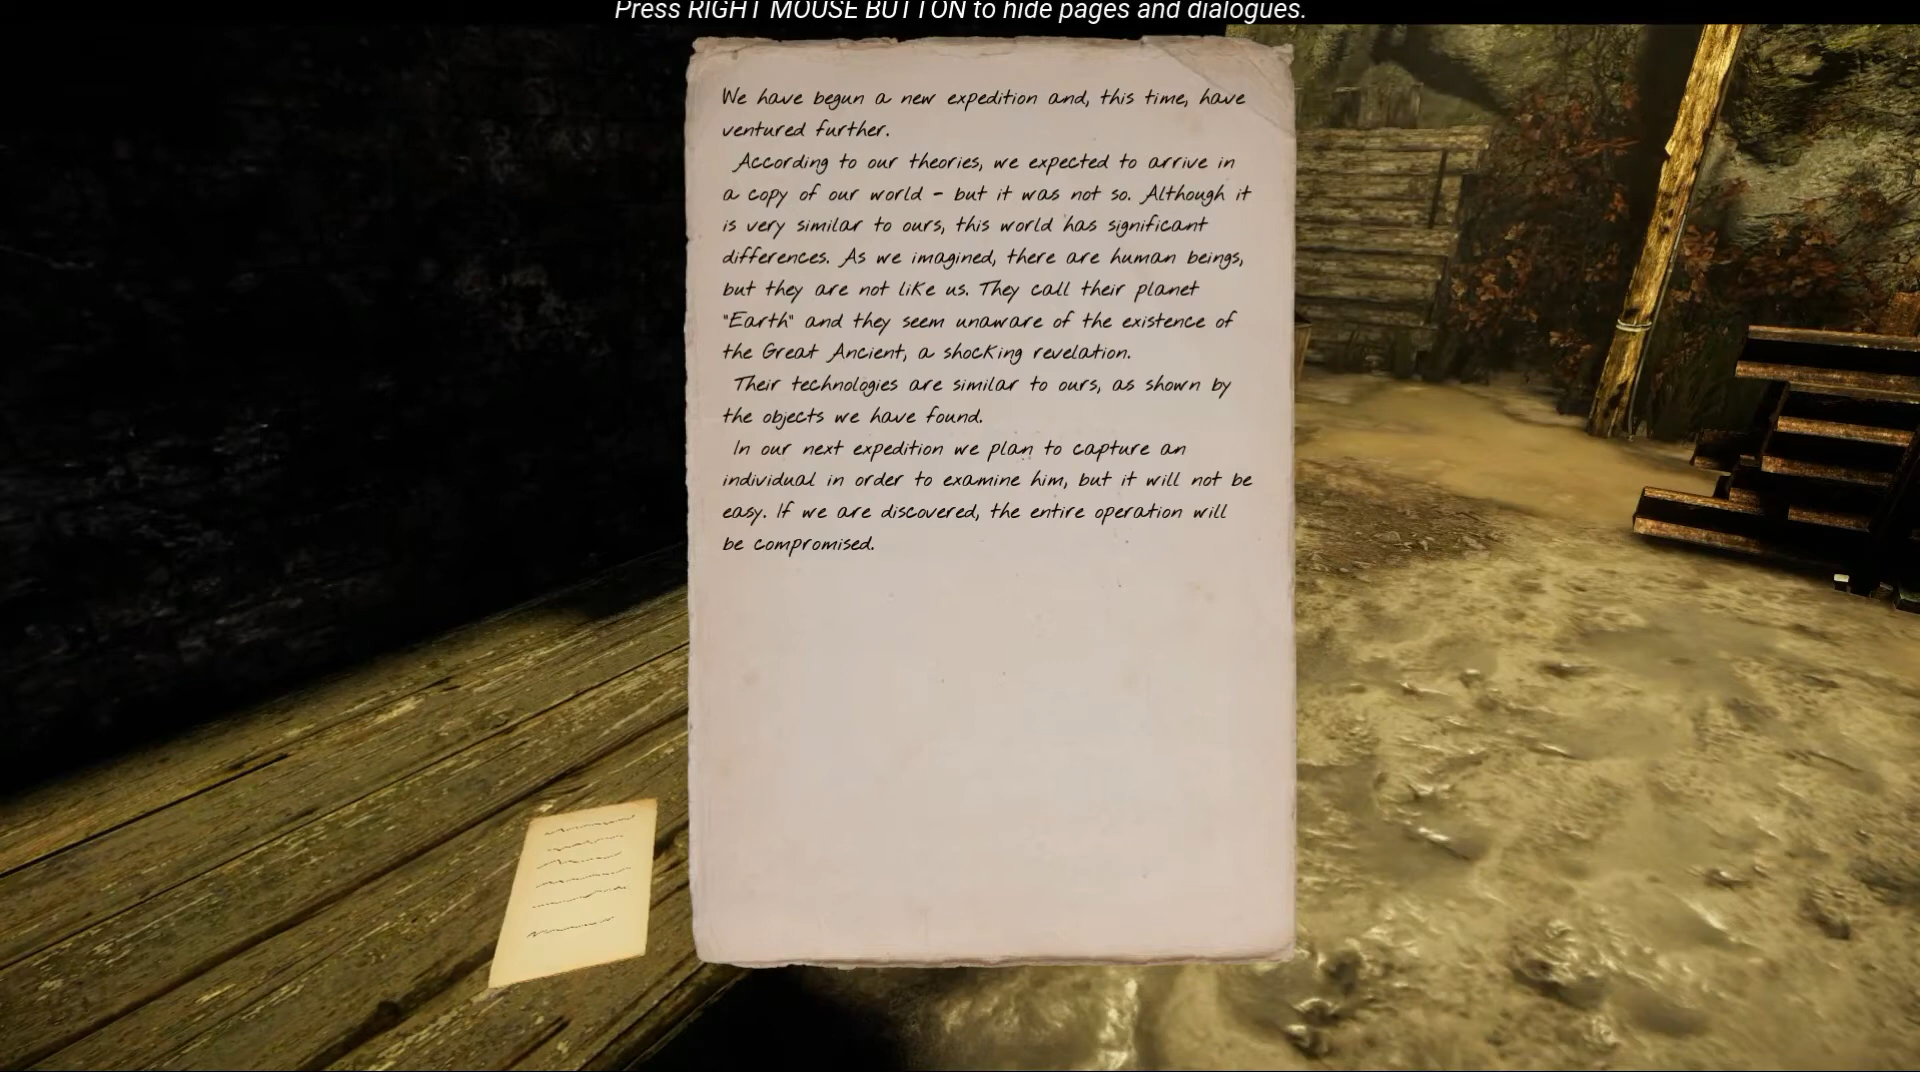 Press RIGHT MOUSE BUTTON to hide pages and dialogues.
We have begun a new expedition and, this time, have
ventured further.
According to our theories, we expected to arrive in
a copy of our world - but it was not so. Although it
is very similar to ours, this world has significant
differences. As we imagined, there are human beings,
but they are not like us. They call their planet
"Earth" and they seem unaware of the existence of
the Great Ancient, a shocking revelation.
Their technologies are similar to ours, as shown by
the objects we have found.
In our next expedition we plan to capture an
individual in order to examine him, but it will not be
easy. If we are discovered, the entire operation will
be compromised.